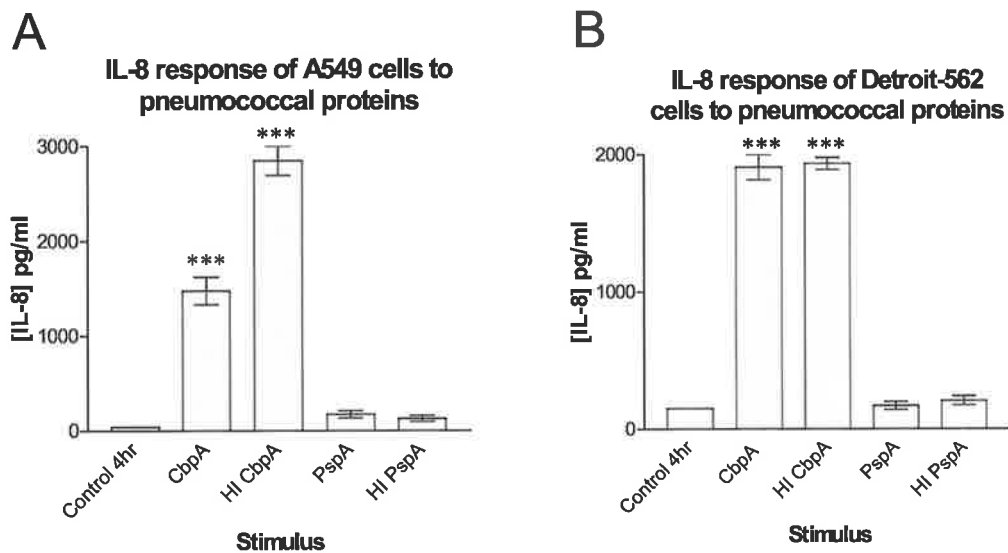 A
IL-8 response of A549 cells to
pneumococcal proteins
[IL-8] pg/ml
3000
2000
1000
0
***
***
Control 4hr
CbpA
HI CbpA
PspA
HI PspA
Stimulus
B
IL-8 response of Detroit-562
cells to pneumococcal proteins
[IL-8] pg/ml
2000
1000
0
***
***
Control 4hr
CbpA
HI CbpA
PspA
HI PspA
Stimulus